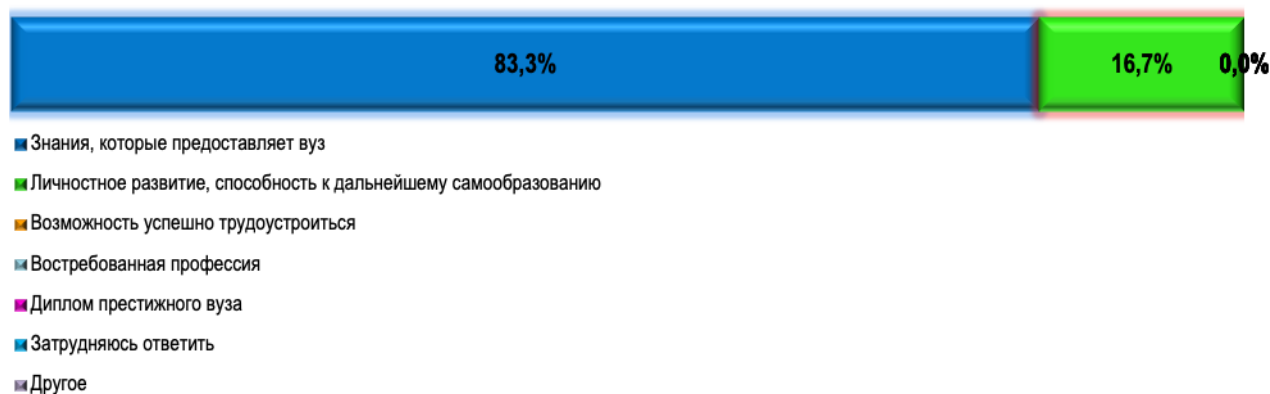 83,3% 16,7% 0,0%
Знания, которые предоставляет вуз
Личностное развитие, способность к дальнейшему самообразованию
Возможность успешно трудоустроиться
Востребованная профессия
Диплом престижного вуза
Затрудняюсь ответить
Другое